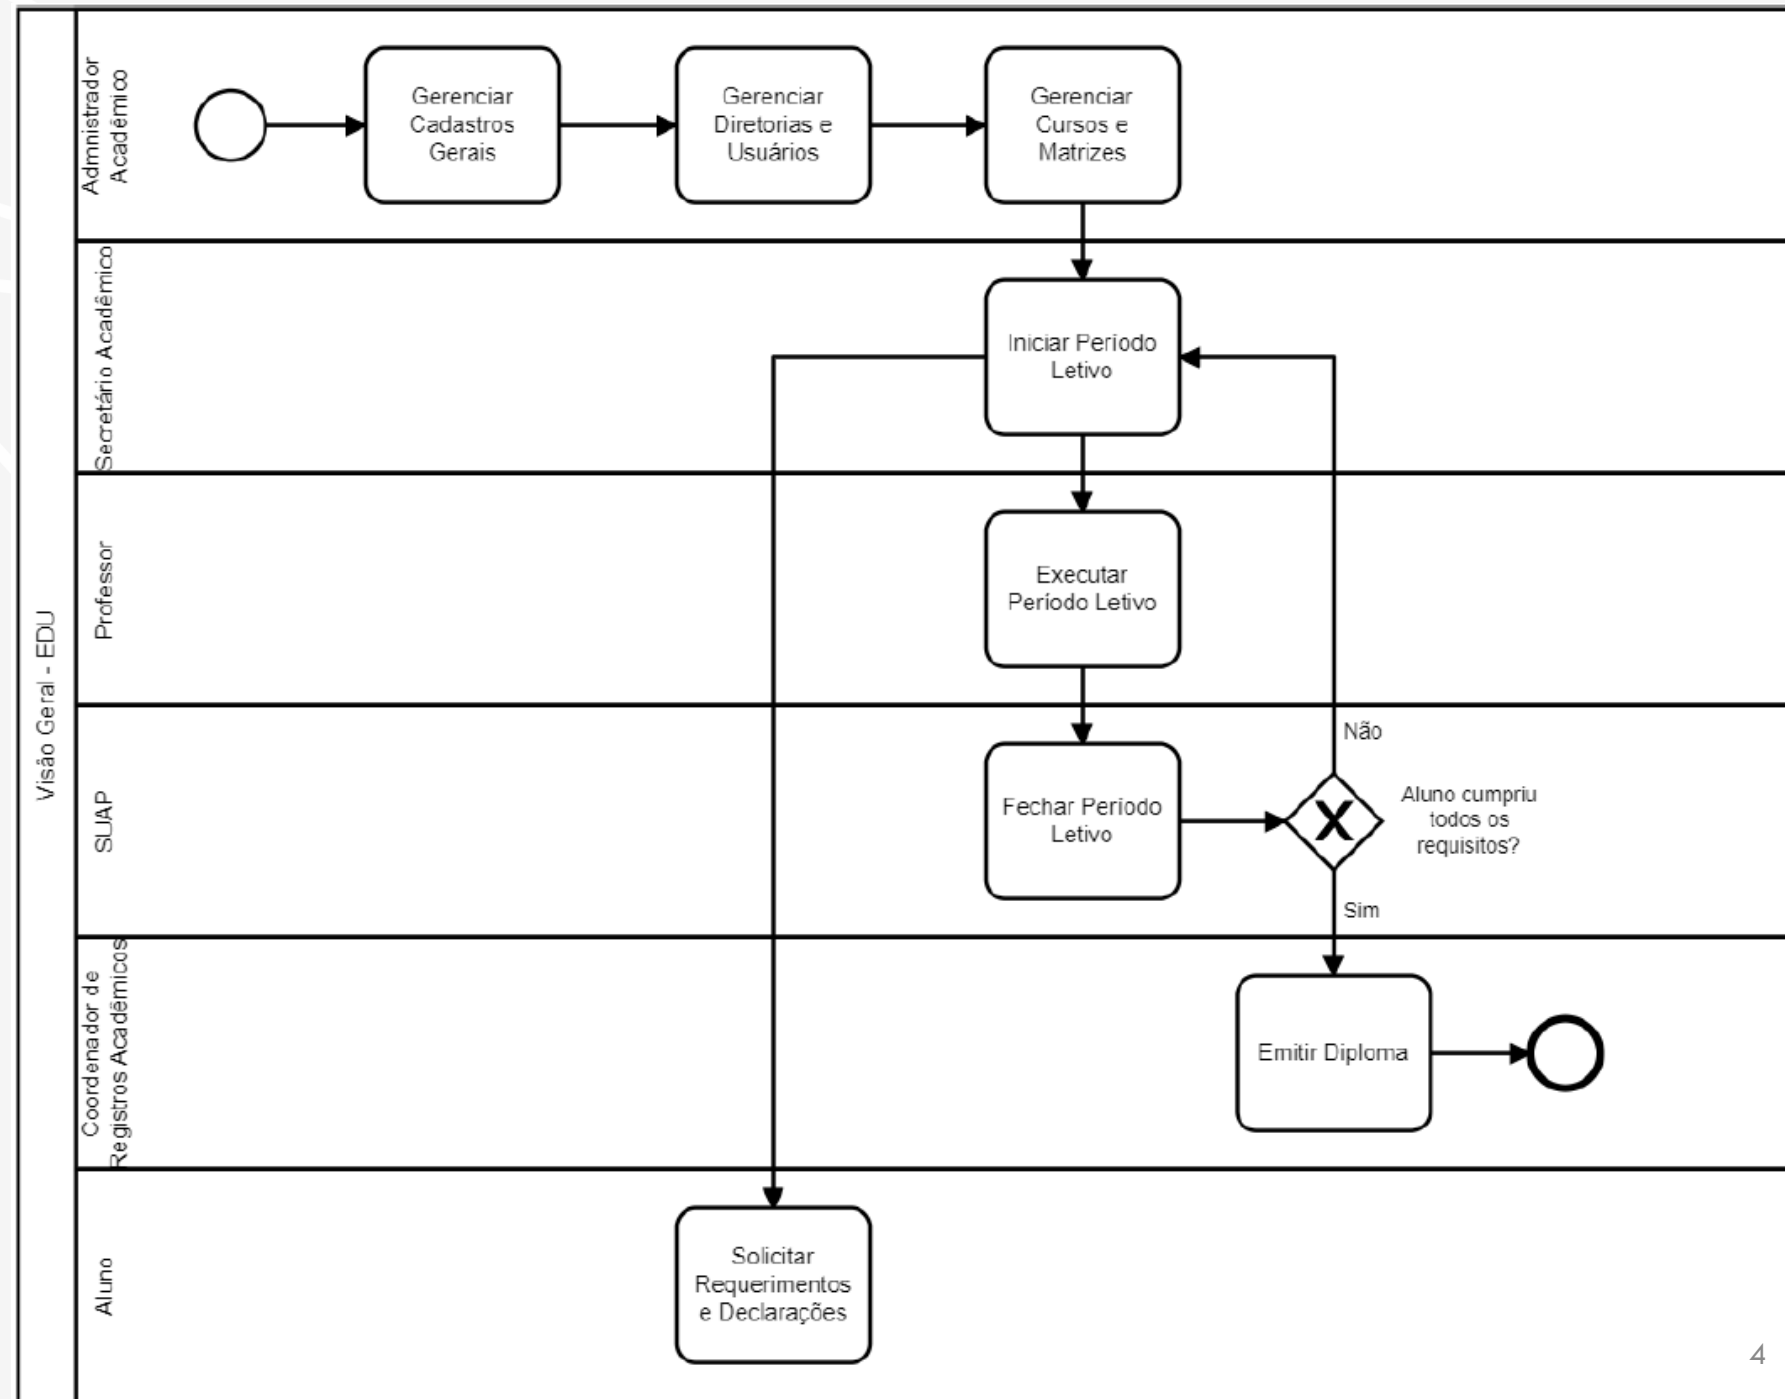 Visão Geral - EDU
Administrador
Acadêmico
Gerenciar
Cadastros
Gerais
Gerenciar
Diretorias e
Usuários
Gerenciar
Cursos e
Matrizes
Secretário Acadêmico
Iniciar Período
Letivo
Professor
Executar
Período Letivo
SUAP
Fechar Período
Letivo
Não
Aluno cumpriu
todos os
requisitos?
Sim
Coordenador de
Registros Acadêmicos
Emitir Diploma
Aluno
Solicitar
Requerimentos
e Declarações
4